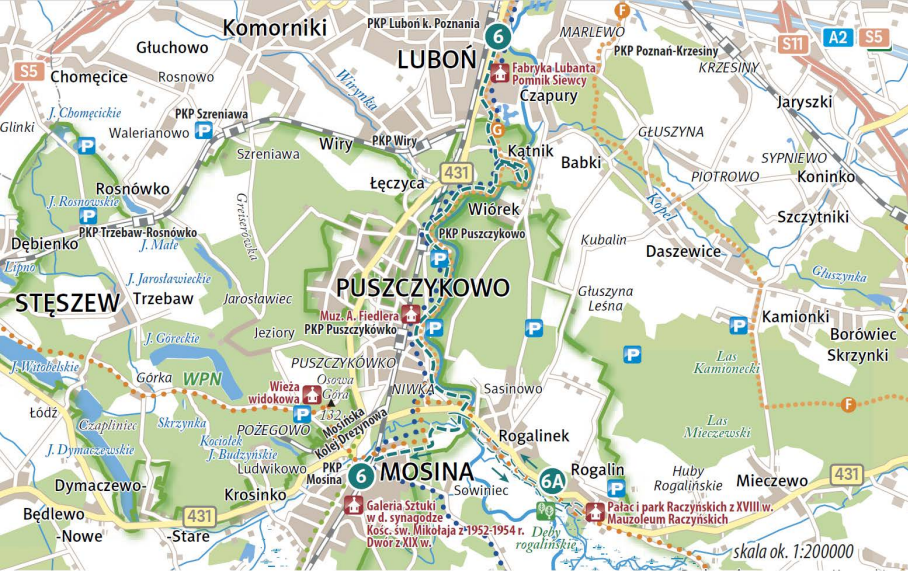 Komorniki
PKP Luboń k. Poznania
6
F
MARLEWO
S11
A2
S5
Głuchowo
LUBOŃ
PKP Poznań-Krzesiny
KRZESINY
S5
Chomęcice
Rosnowo
Wirynka
Fabryka Lubanta
Pomnik Siewcy
Czapury
Jaryszki
J. Chomęcickie
PKP Szreniawa
P
Glinki
P
Walerianowo
G
GŁUSZYNA
Szreniawa
Wiry
PKP Wiry
Kątnik
Babki
SYPNIEWO
431
Łęczyca
PIOTROWO
Koninko
Rosnówko
J. Rosnowskie
P
Greiserówka
Wiórek
Kopel
Szczytniki
PKP Trzebaw-Rosnówko
PKP Puszczykowo
Dębienko
J. Małe
Kubalin
Daszewice
Lipno
P
Głuszynka
J. Jarosławieckie
STĘSZEW
Trzebaw
Jarosławiec
PUSZCZYKOWO
Głuszyna
Leśna
Muz. A. Fiedlera
Kamionki
Jeziory
PKP Puszczykówko
P
P
P
Borówiec
J. Góreckie
Skrzynki
P
J. Witobelskie
PUSZCZYKÓWKO
Las
Kamionecki
Górka
WPN
Wieża
widokowa
Osowa
Góra
132
NIWKA
Sasinowo
F
Łódź
P
Czapliniec
Skrzynka
POŻEGOWO
Mosińska
Kolej Drezynowa
Las
Mieczewski
Kociołek
J. Budzyńskie
J. Dymaczewskie
Rogalinek
Ludwikowo
PKP
Mosina
6
MOSINA
Rogalin
Huby
Rogalińskie
Mieczewo
431
Dymaczewo-
Krosinko
6A
P
Sowiniec
Będlewo
431
Galeria Sztuki
w d. synagodze
Kośc. św. Mikołaja z 1952-1954 r.
Dwór z XIX w.
Pałac i park Raczyńskich z XVIII w.
Mauzoleum Raczyńskich
-Nowe
-Stare
Dęby
rogalińskie
skala ok. 1:200000